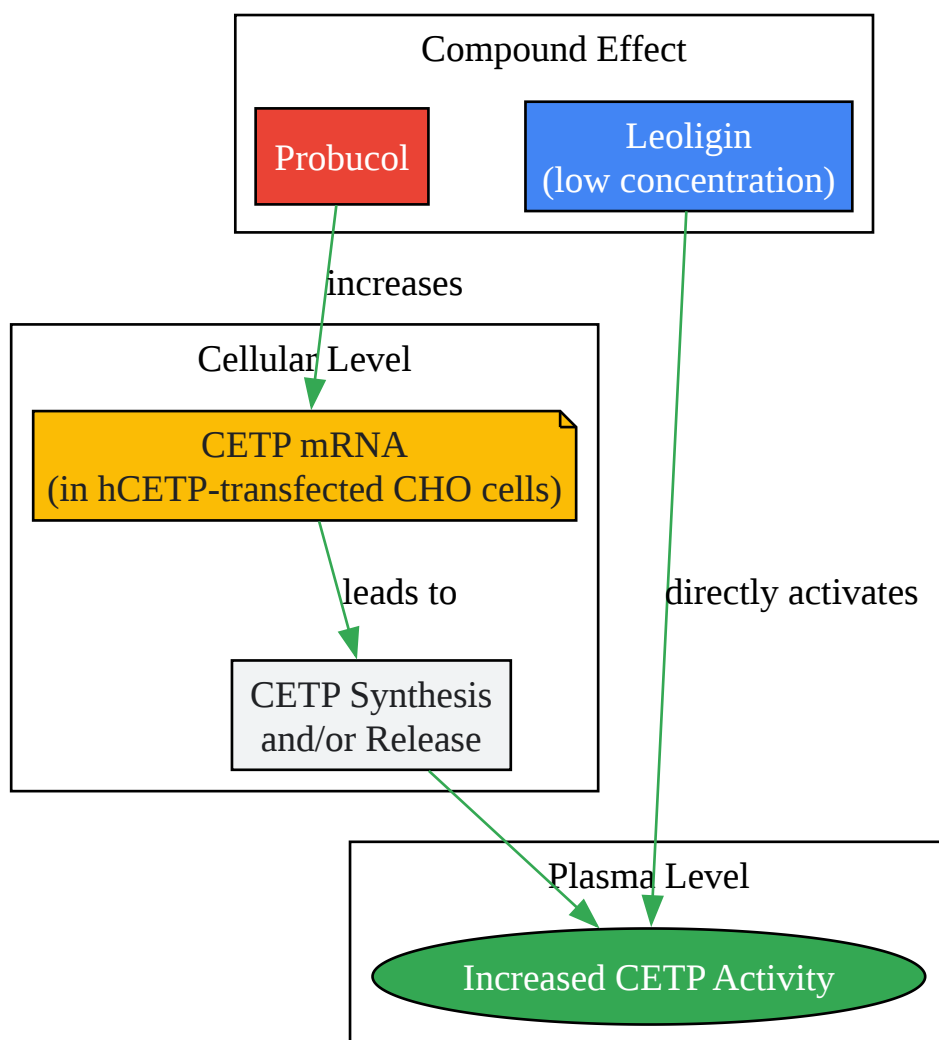 Compound Effect
Probucol
Leoligin
(low concentration)
increases
Cellular Level
CETP mRNA
(in hCETP-transfected CHO cells)
leads to
directly activates
CETP Synthesis
and/or Release
Plasma Level
Increased CETP Activity